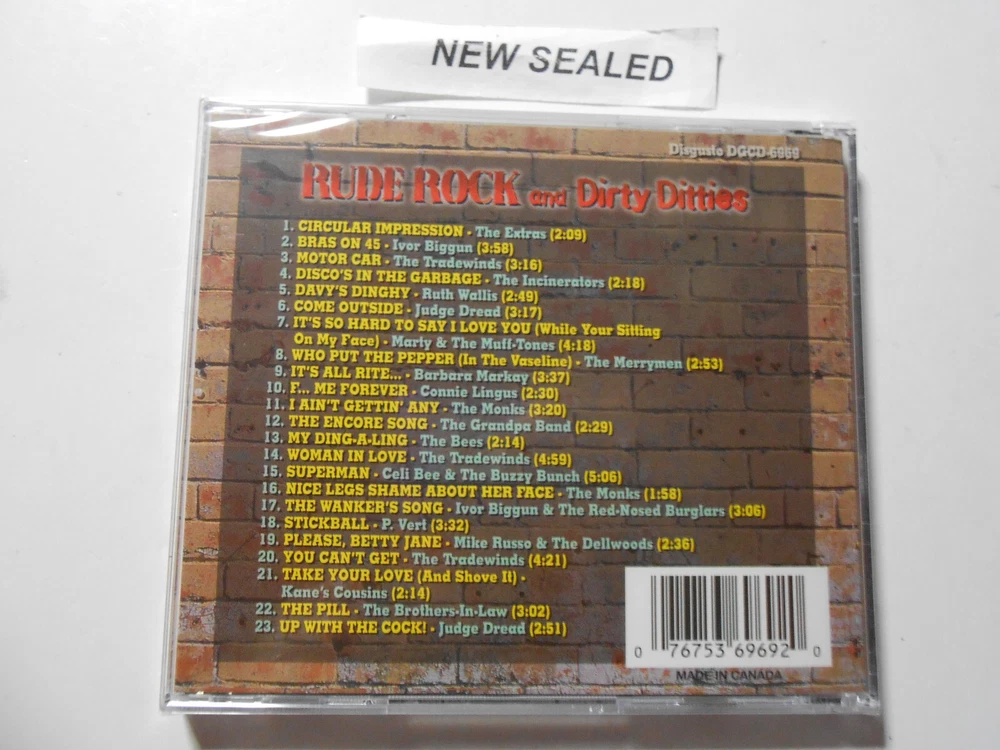 NEW SEALED
Disgusto DGCD-6969
RUDE ROCK and Dirty Ditties
1. CIRCULAR IMPRESSION - The Extras (2:09)
2. BRAS ON 45 - Ivor Biggun (3:58)
3. MOTOR CAR - The Tradewinds (3:16)
4. DISCO'S IN THE GARBAGE - The Incinerators (2:18)
5. DAVY'S DINGHY - Ruth Wallis (2:49)
6. COME OUTSIDE - Judge Dread (3:17)
7. IT'S SO HARD TO SAY I LOVE YOU (While Your Sitting
On My Face) - Marty & The Muff-Tones (4:18)
8. WHO PUT THE PEPPER (In The Vaseline) - The Merrymen (2:53)
9. IT'S ALL RITE... - Barbara Markay (3:37)
10. F... ME FOREVER - Connie Lingus (2:30)
11. I AIN'T GETTIN' ANY - The Monks (3:20)
12. THE ENCORE SONG - The Grandpa Band (2:29)
13. MY DING-A-LING - The Bees (2:14)
14. WOMAN IN LOVE - The Tradewinds (4:59)
15. SUPERMAN - Celi Bee & The Buzzy Bunch (5:06)
16. NICE LEGS SHAME ABOUT HER FACE - The Monks (1:58)
17. THE WANKER'S SONG - Ivor Biggun & The Red-Nosed Burglars (3:06)
18. STICKBALL - P. Vert (3:32)
19. PLEASE, BETTY JANE - Mike Russo & The Dellwoods (2:36)
20. YOU CAN'T GET - The Tradewinds (4:21)
21. TAKE YOUR LOVE (And Shove It) -
Kane's Cousins (2:14)
22. THE PILL - The Brothers-In-Law (3:02)
23. UP WITH THE COCK! - Judge Dread (2:51)
0 76753 69692 0
MADE IN CANADA